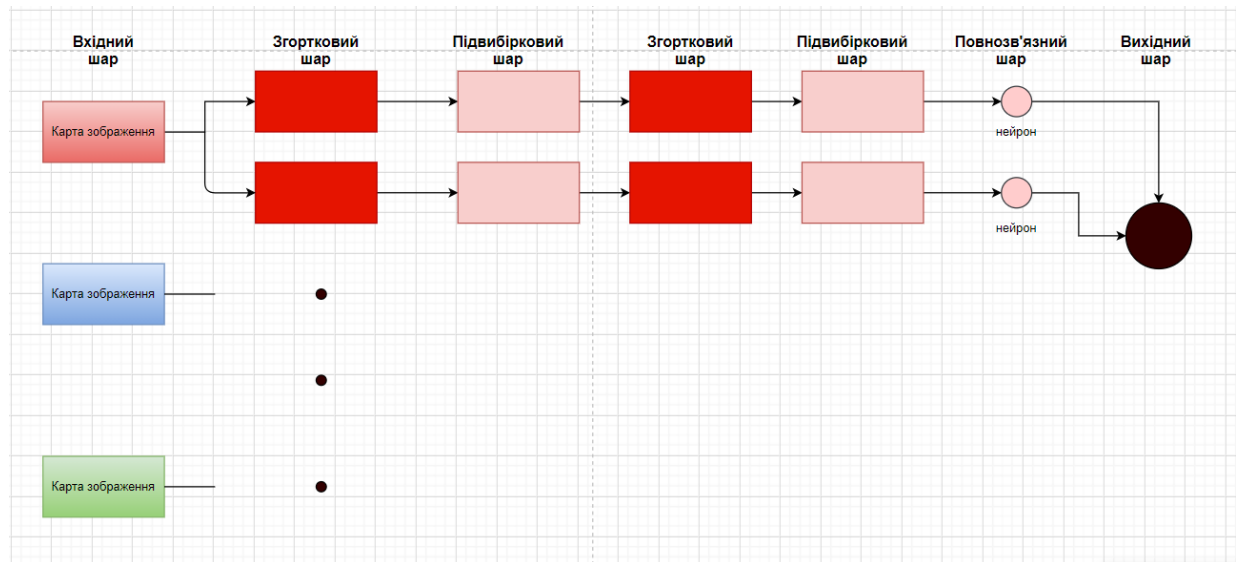 Вхідний
шар
Згортковий
шар
Підвибірковий
шар
Згортковий
шар
Підвибірковий
шар
Повнозв'язний
шар
Вихідний
шар
Карта зображення
нейрон
нейрон
Карта зображення
Карта зображення